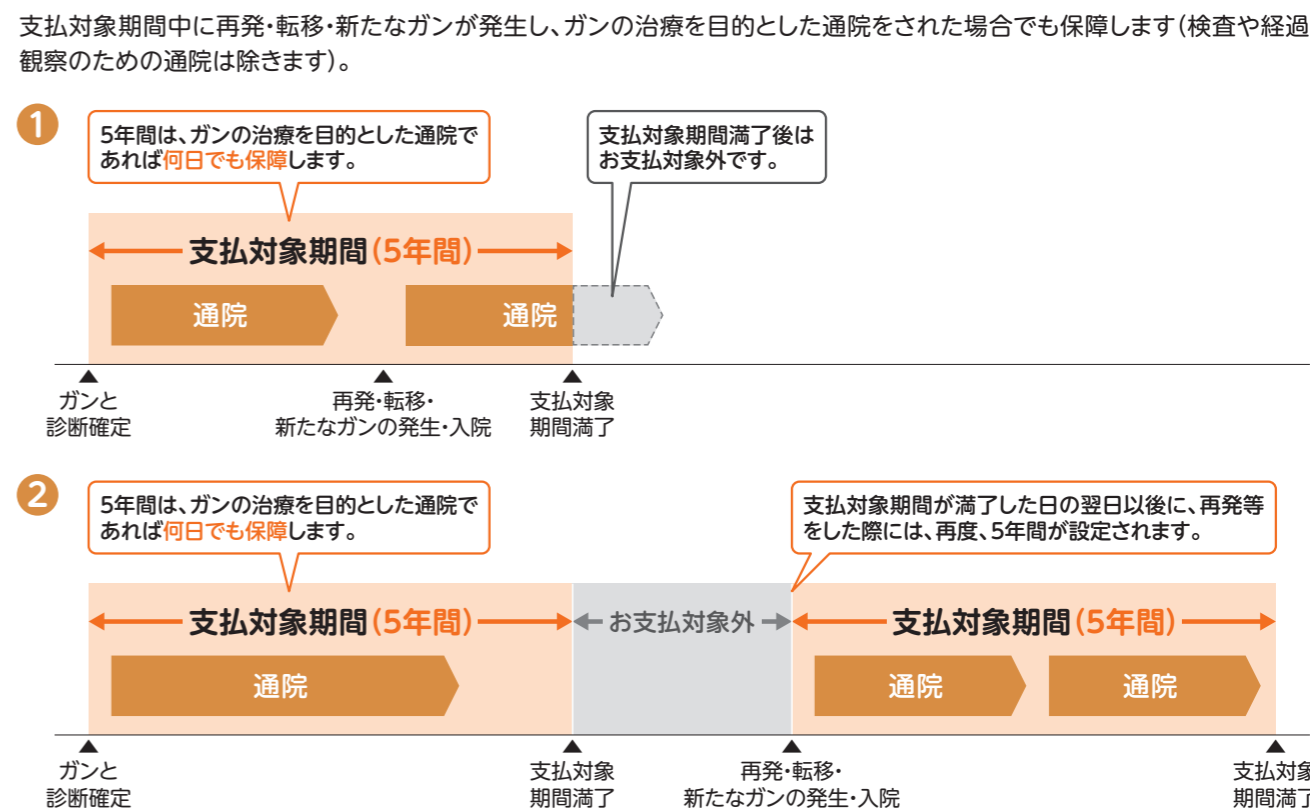 支払対象期間中に再発・転移・新たなガンが発生し、ガンの治療を目的とした通院をされた場合でも保障します(検査や経過
観察のための通院は除きます)。
1
5年間は、ガンの治療を目的とした通院で
あれば何日でも保障します。
支払対象期間満了後は
お支払対象外です。
支払対象期間(5年間)
通院
通院
ガンと
診断確定
再発・転移・
新たなガンの発生・入院
支払対象
期間満了
2
5年間は、ガンの治療を目的とした通院で
あれば何日でも保障します。
支払対象期間が満了した日の翌日以後に、再発等
をした際には、再度、5年間が設定されます。
支払対象期間(5年間)
お支払対象外
支払対象期間(5年間)
通院
通院
通院
ガンと
診断確定
支払対象
期間満了
再発・転移・
新たなガンの発生・入院
支払対象
期間満了